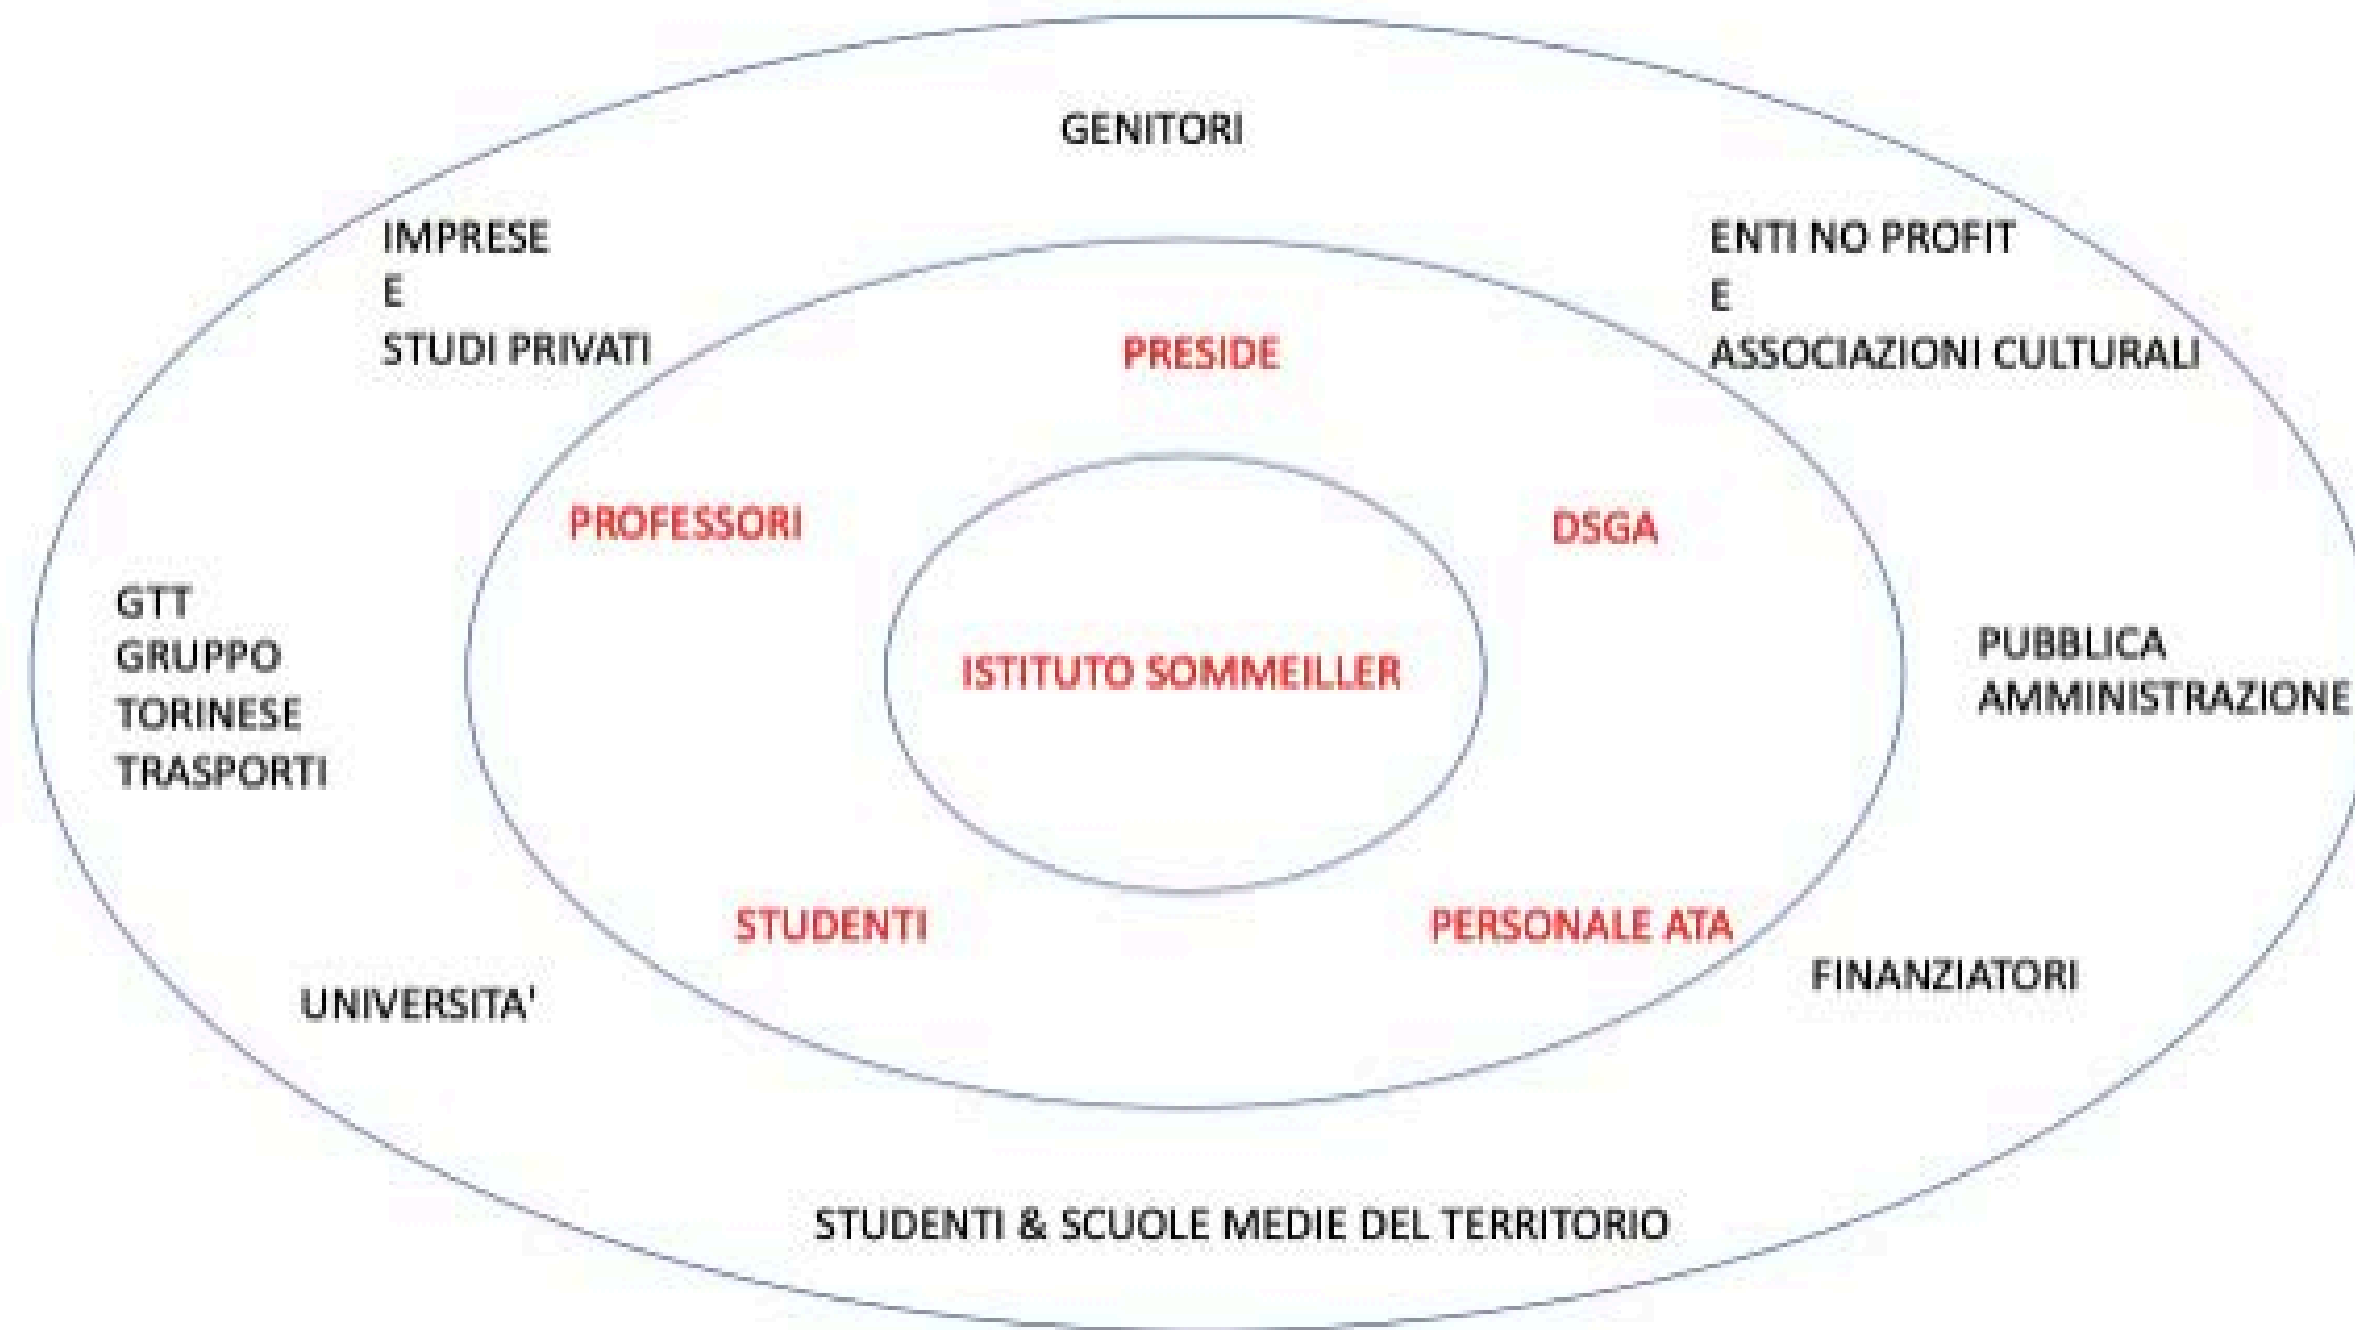 GENITORI
IMPRESE
E
STUDI PRIVATI
ENTI NO PROFIT
E
ASSOCIAZIONI CULTURALI
PRESIDE
PROFESSORI
DSGA
GTT
GRUPPO
TORINESE
TRASPORTI
ISTITUTO SOMMEILLER
PUBBLICA
AMMINISTRAZIONE
STUDENTI
PERSONALE ATA
UNIVERSITA'
FINANZIATORI
STUDENTI & SCUOLE MEDIE DEL TERRITORIO